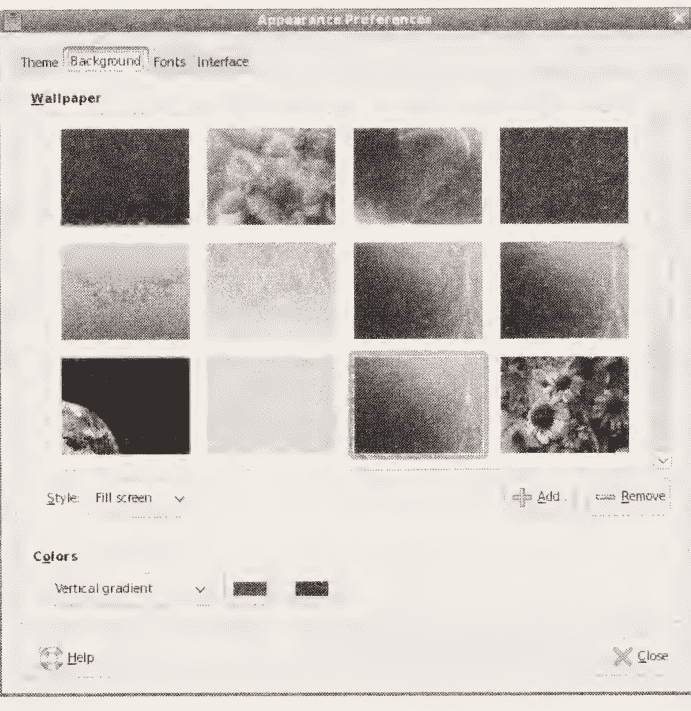 Appearance Preferences
Theme Background Fonts Interface
Wallpaper
Style: Fill screen
Add..
Remove
Colors
Vertical gradient
Help
Close